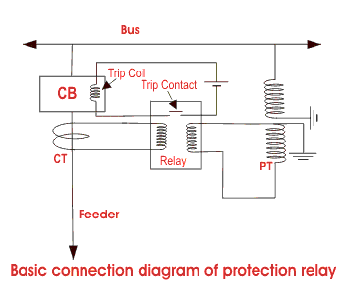 Bus
Trip Coil
Trip Contact
CB
CT
Relay
PT
Feeder
Basic connection diagram of protection relay